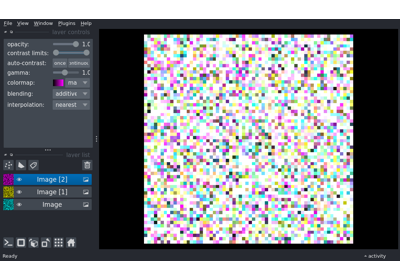 File View Window Plugins Help
layer controls
opacity: 1.0
contrast limits:
auto-contrast: once
gamma: 1.0
colormap: ma
blending: additive
interpolation: nearest
layer list
Image [2]
Image [1]
Image
Ready
activity